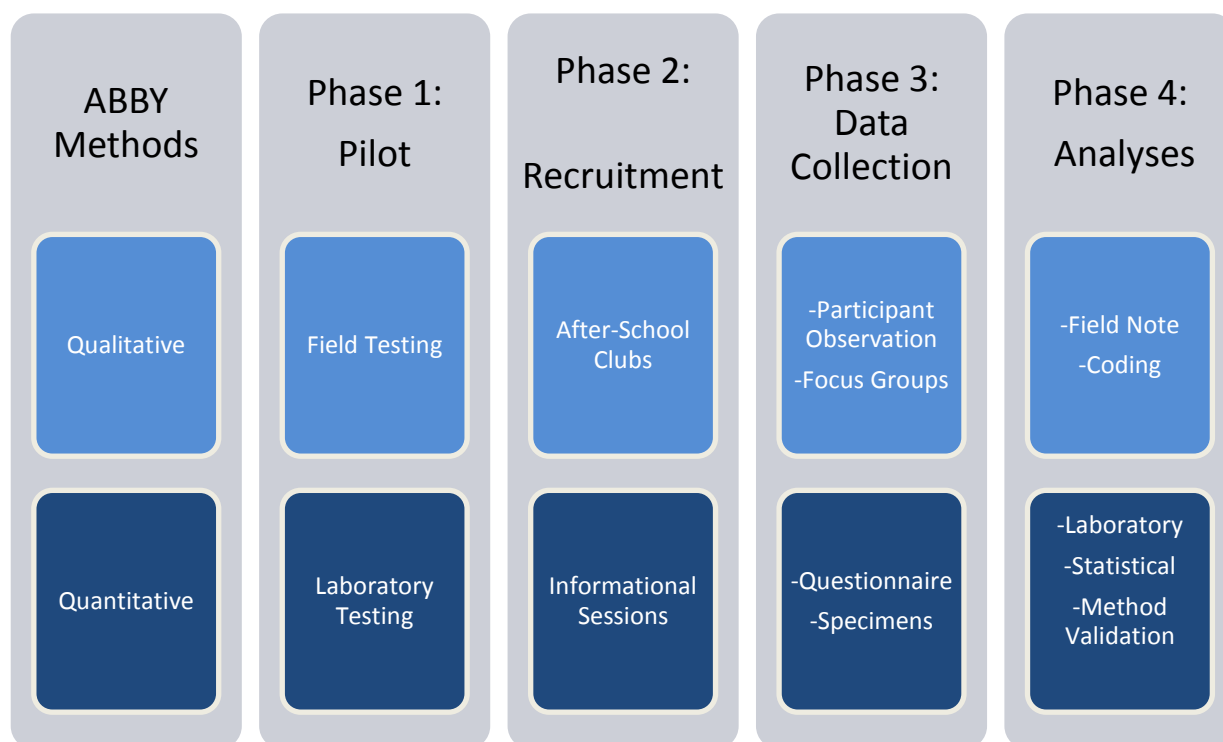 ABBY
Methods
Qualitative
Quantitative
Phase 1:
Pilot
Field Testing
Laboratory
Testing
Phase 2:
Recruitment
After-School
Clubs
Informational
Sessions
Phase 3:
Data
Collection
-Participant
Observation
-Focus Groups
-Questionnaire
-Specimens
Phase 4:
Analyses
-Field Note
-Coding
-Laboratory
-Statistical
-Method
Validation